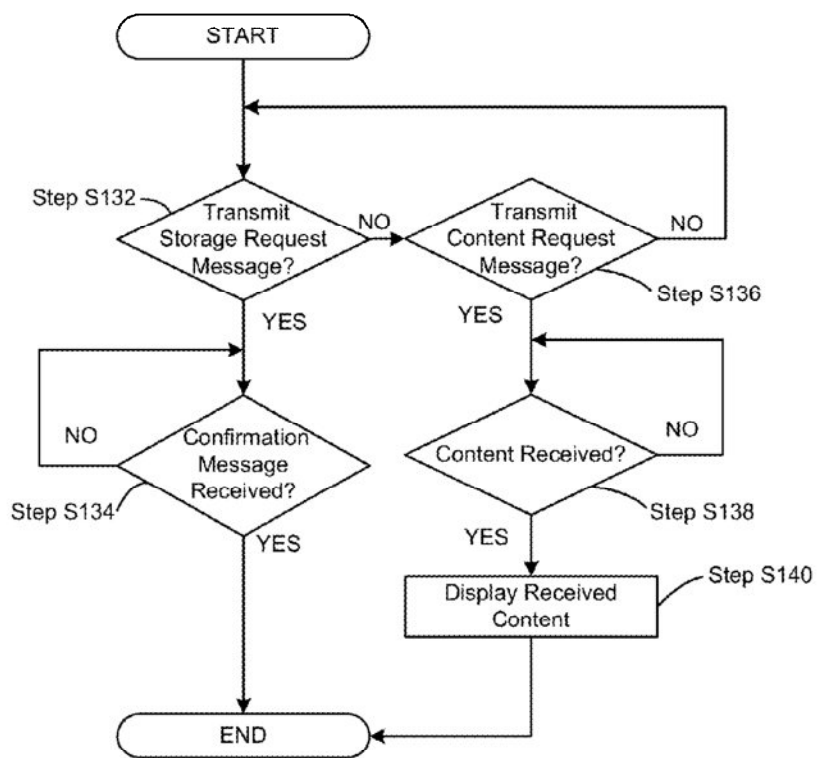 START
Step S132
Transmit
Storage Request
Message?
NO
Transmit
Content Request
Message?
NO
Step S136
YES
YES
NO
Confirmation
Message
Received?
Content Received?
NO
Step S134
YES
YES
Step S138
Display Received
Content
Step S140
END